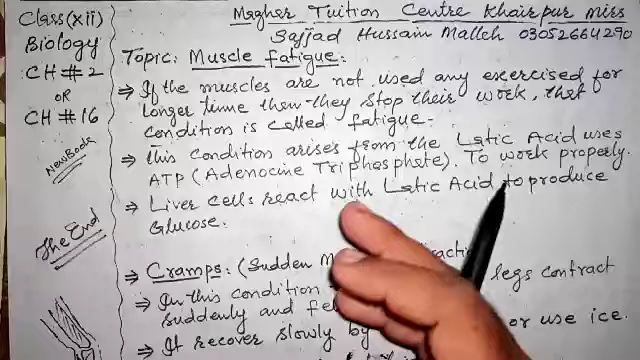 Class(xii)
Biology
CH # 2
OR
CH # 16
New Book
The End
Magher Tuition Centre Khairpur mirs
Sajjad Hussain Malleh 03052664290
Topic: Muscle fatigue:
⇒ If the muscles are not used any exercised for
longer time then they stop their work, that
condition is called fatigue.
⇒ This condition arises from the Latic Acid uses
ATP (Adenocine Triphosphate). To work properly.
⇒ Liver cells react with Latic Acid to produce
Glucose.
⇒ Cramps: (Sudden M
legs contract
⇒ In this condition
suddenly and
or use ice.
⇒ It recover slowly by